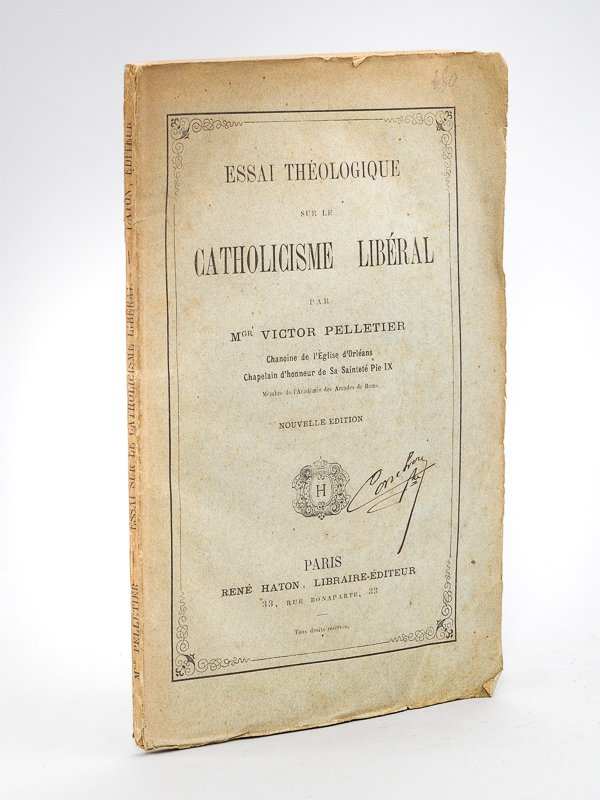 ESSAI THÉOLOGIQUE
SUR LE
CATHOLICISME LIBÉRAL
PAR
MGR VICTOR PELLETIER
Chanoine de l'Église d'Orléans
Chapelain d'honneur de Sa Sainteté Pie IX
Membre de l'Académie des Arcades de Rome.
NOUVELLE EDITION
H
PARIS
RENÉ HATON, LIBRAIRE-ÉDITEUR
33, RUE BONAPARTE, 33
Tous droits réservés.
MGR PELLETIER — ESSAI SUR LE CATHOLICISME LIBÉRAL — HATON, ÉDITEUR